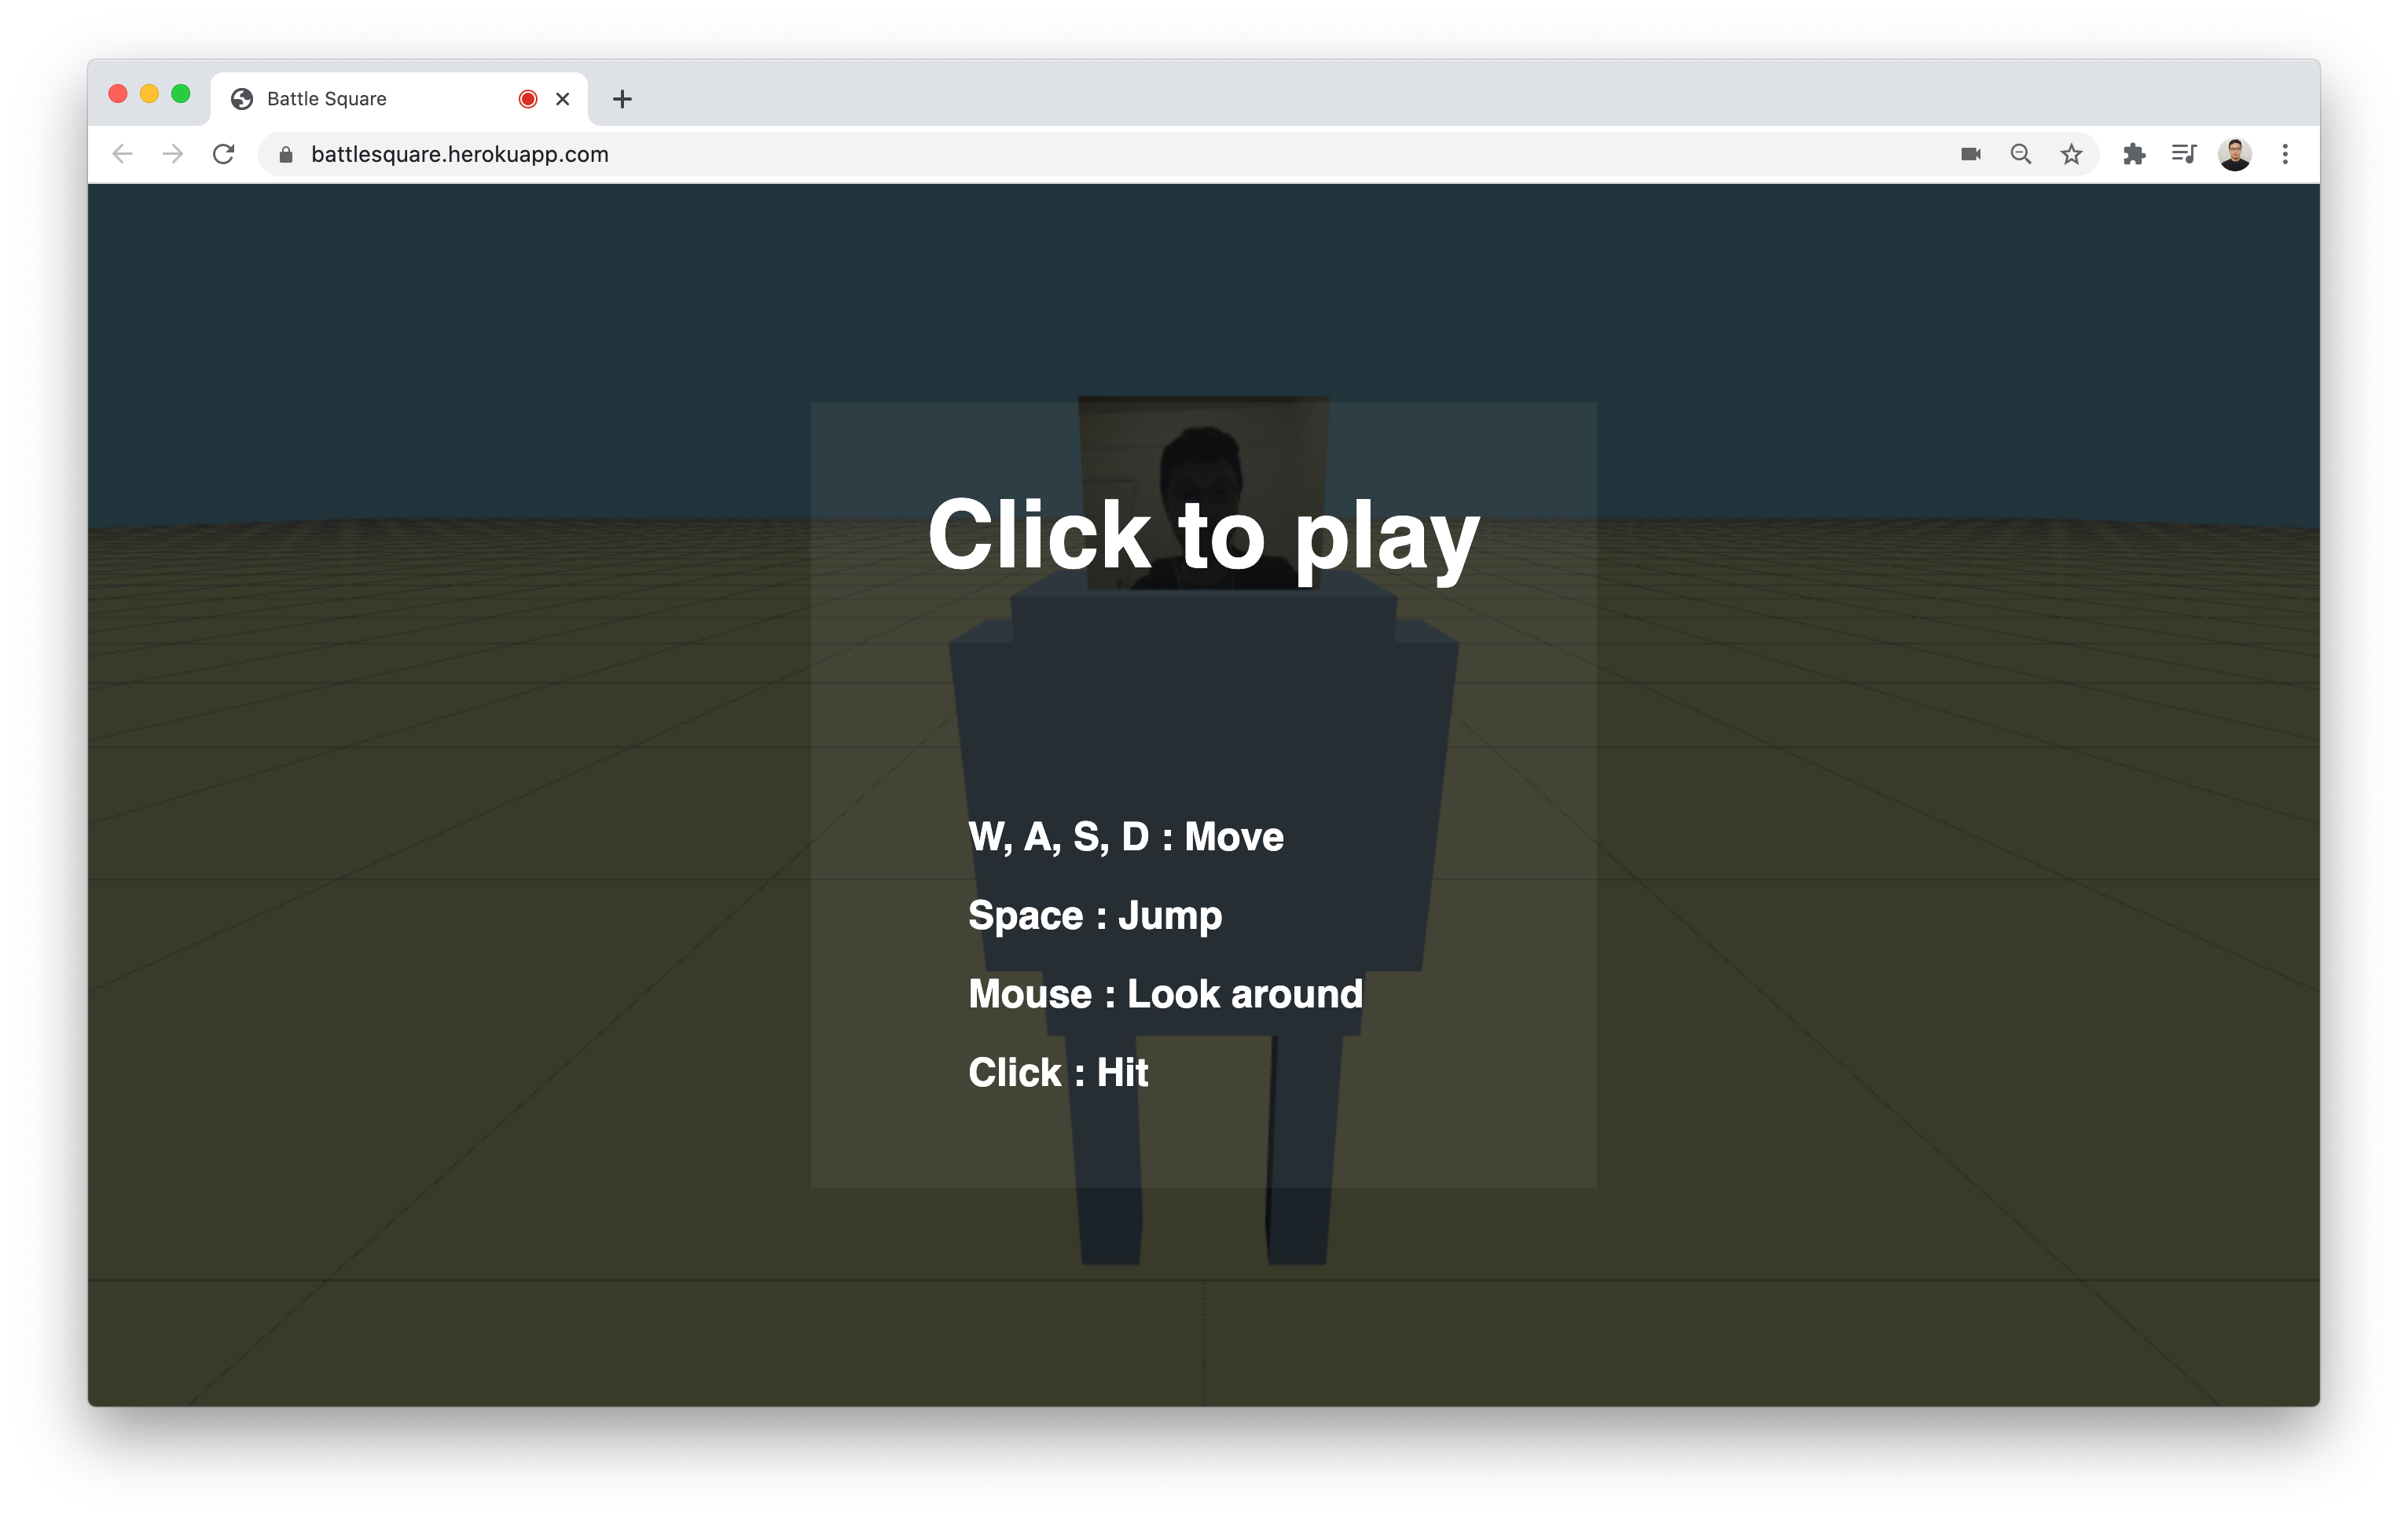 Battle Square
battlesquare.herokuapp.com
Click to play
W, A, S, D : Move
Space : Jump
Mouse : Look around
Click : Hit